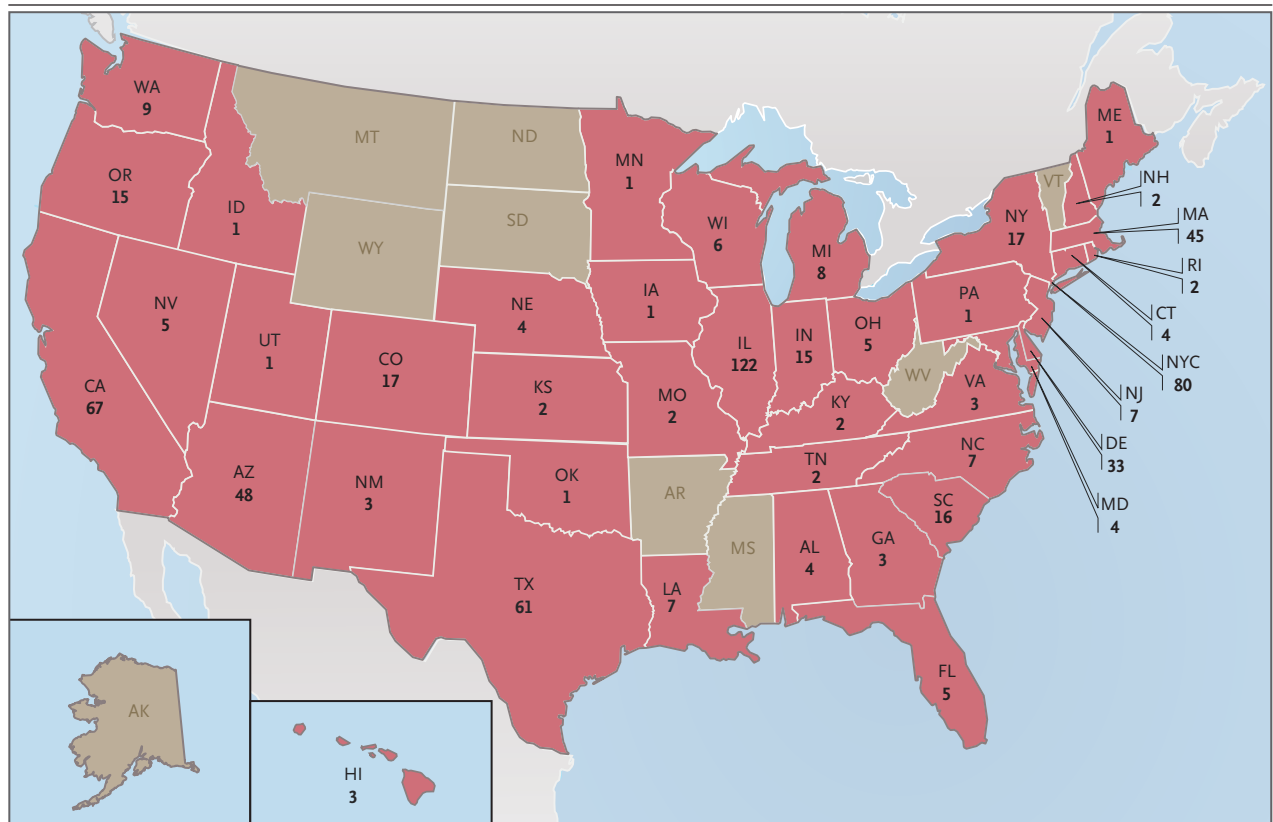 WA
9
MT
ND
MN
1
OR
15
ID
1
WY
SD
WI
6
MI
8
NY
17
VT
ME
1
NH
2
MA
45
RI
2
CT
4
NYC
80
NJ
7
DE
33
MD
4
CA
67
NV
5
UT
1
CO
17
NE
4
IA
1
IL
122
IN
15
OH
5
PA
1
WV
VA
3
KS
2
MO
2
KY
2
NC
7
TN
2
SC
16
AZ
48
NM
3
OK
1
AR
MS
AL
4
GA
3
TX
61
LA
7
FL
5
AK
HI
3